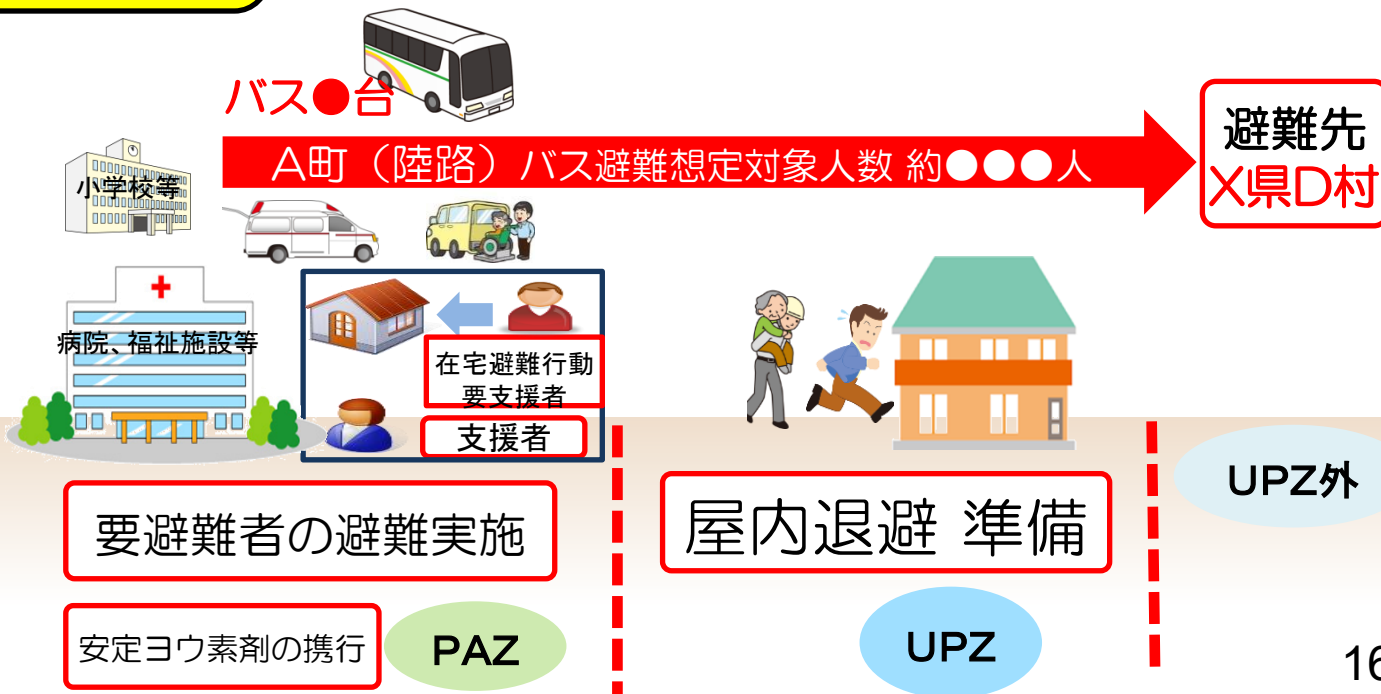 バス●台
A町（陸路）バス避難想定対象人数 約●●●人
避難先
X県D村
小学校等
病院、福祉施設等
在宅避難行動
要支援者
支援者
要避難者の避難実施
屋内退避 準備
UPZ外
安定ヨウ素剤の携行
PAZ
UPZ
16